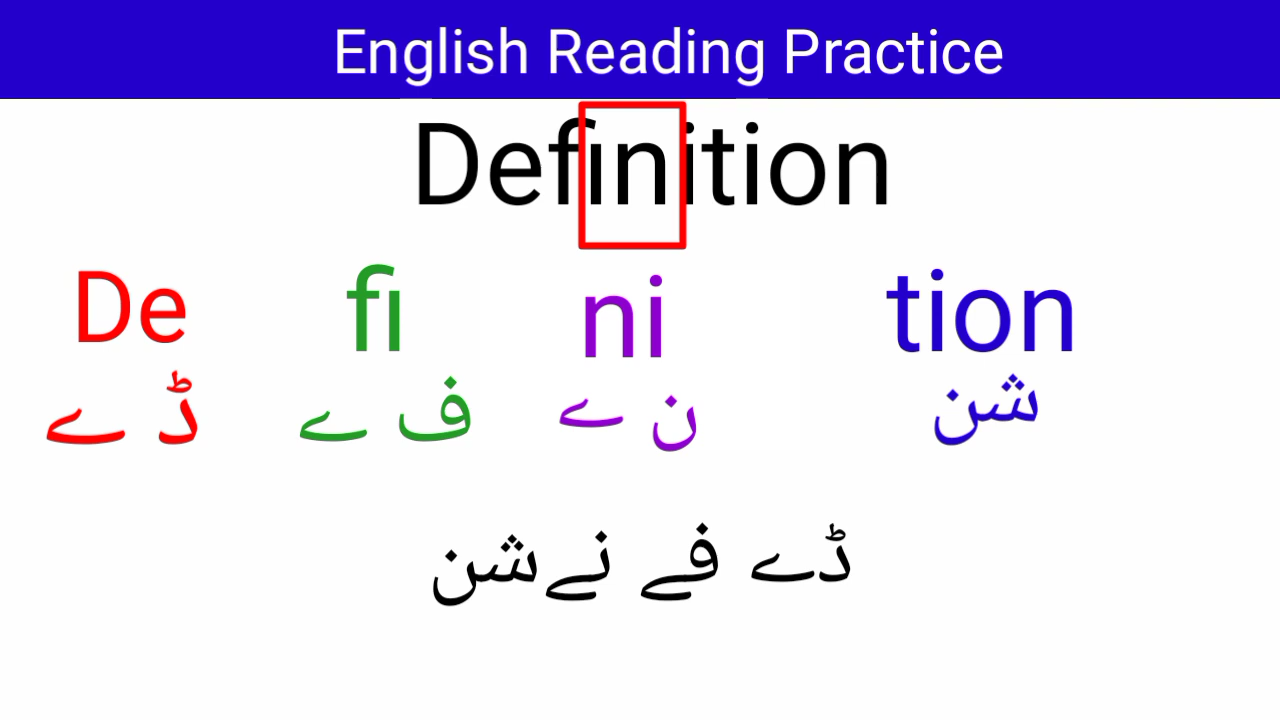 English Reading Practice
Definition
De fi ni tion
ڈ ے ف ے ن ے شن
ڈے فے نےشن